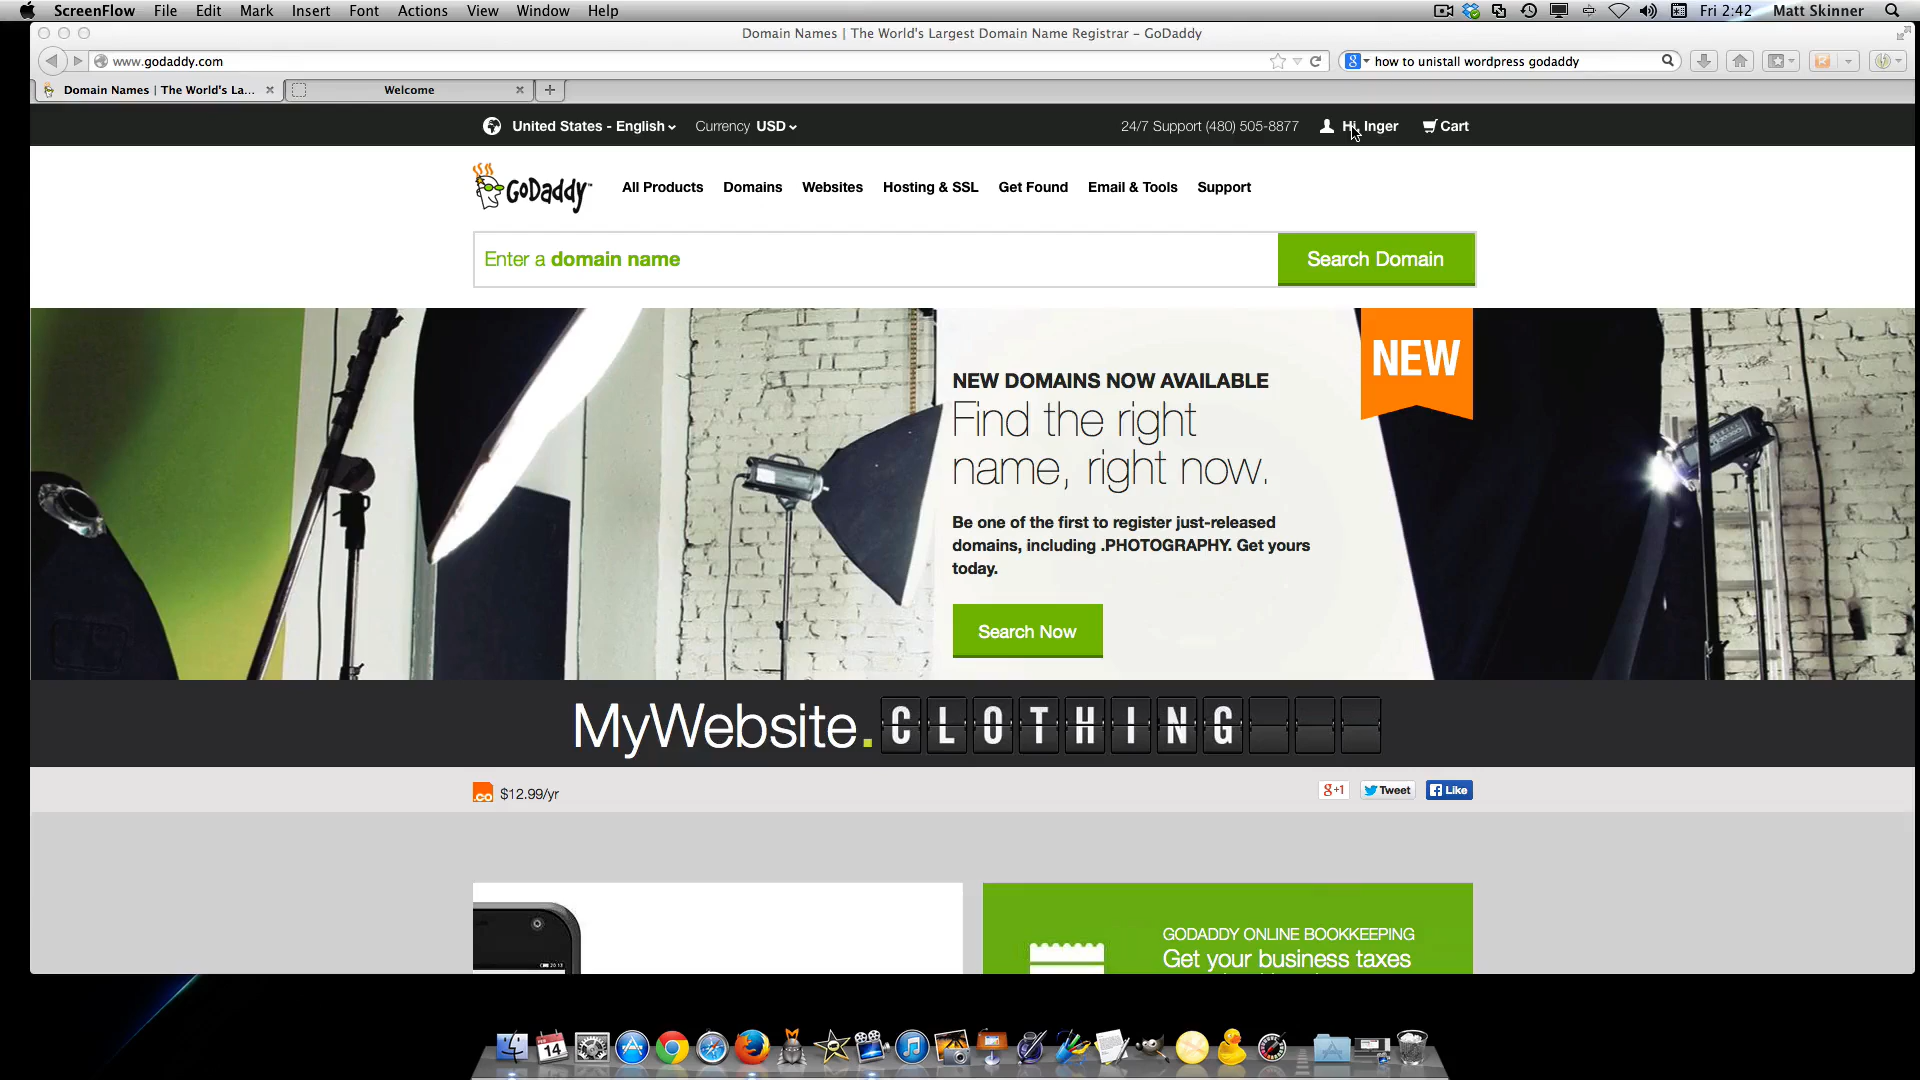 ScreenFlow File Edit Mark Insert Font Actions View Window Help Fri 2:42 Matt Skinner
Domain Names | The World's Largest Domain Name Registrar – GoDaddy
www.godaddy.com
how to unistall wordpress godaddy
Domain Names | The World's La...
Welcome
United States - English Currency USD 24/7 Support (480) 505-8877 Hi, Inger Cart
GoDaddy All Products Domains Websites Hosting & SSL Get Found Email & Tools Support
Enter a domain name Search Domain
NEW
NEW DOMAINS NOW AVAILABLE
Find the right
name, right now.
Be one of the first to register just-released
domains, including .PHOTOGRAPHY. Get yours
today.
Search Now
MyWebsite.CLOTHING
.co $12.99/yr g+1 Tweet Like
GODADDY ONLINE BOOKKEEPING
Get your business taxes
FEB
14